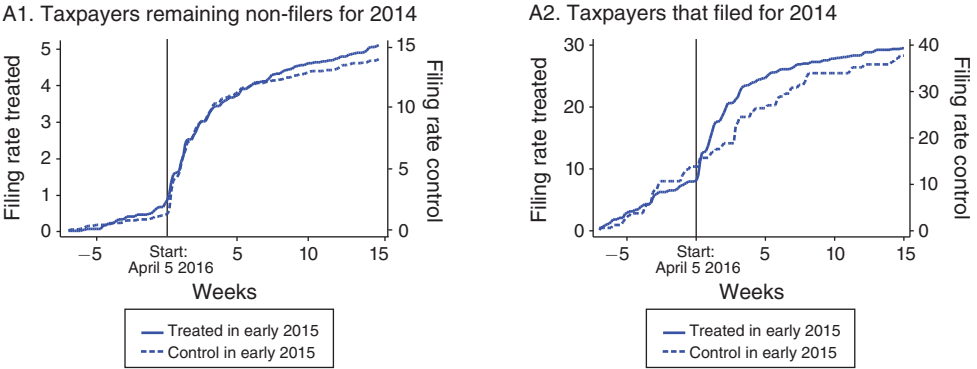 A1. Taxpayers remaining non-filers for 2014
Filing rate treated
5
4
3
2
1
0
15
10
5
0
Filing rate control
−5
Start:
April 5 2016
5
10
15
Weeks
Treated in early 2015
Control in early 2015
A2. Taxpayers that filed for 2014
Filing rate treated
30
20
10
0
40
30
20
10
0
Filing rate control
−5
Start:
April 5 2016
5
10
15
Weeks
Treated in early 2015
Control in early 2015